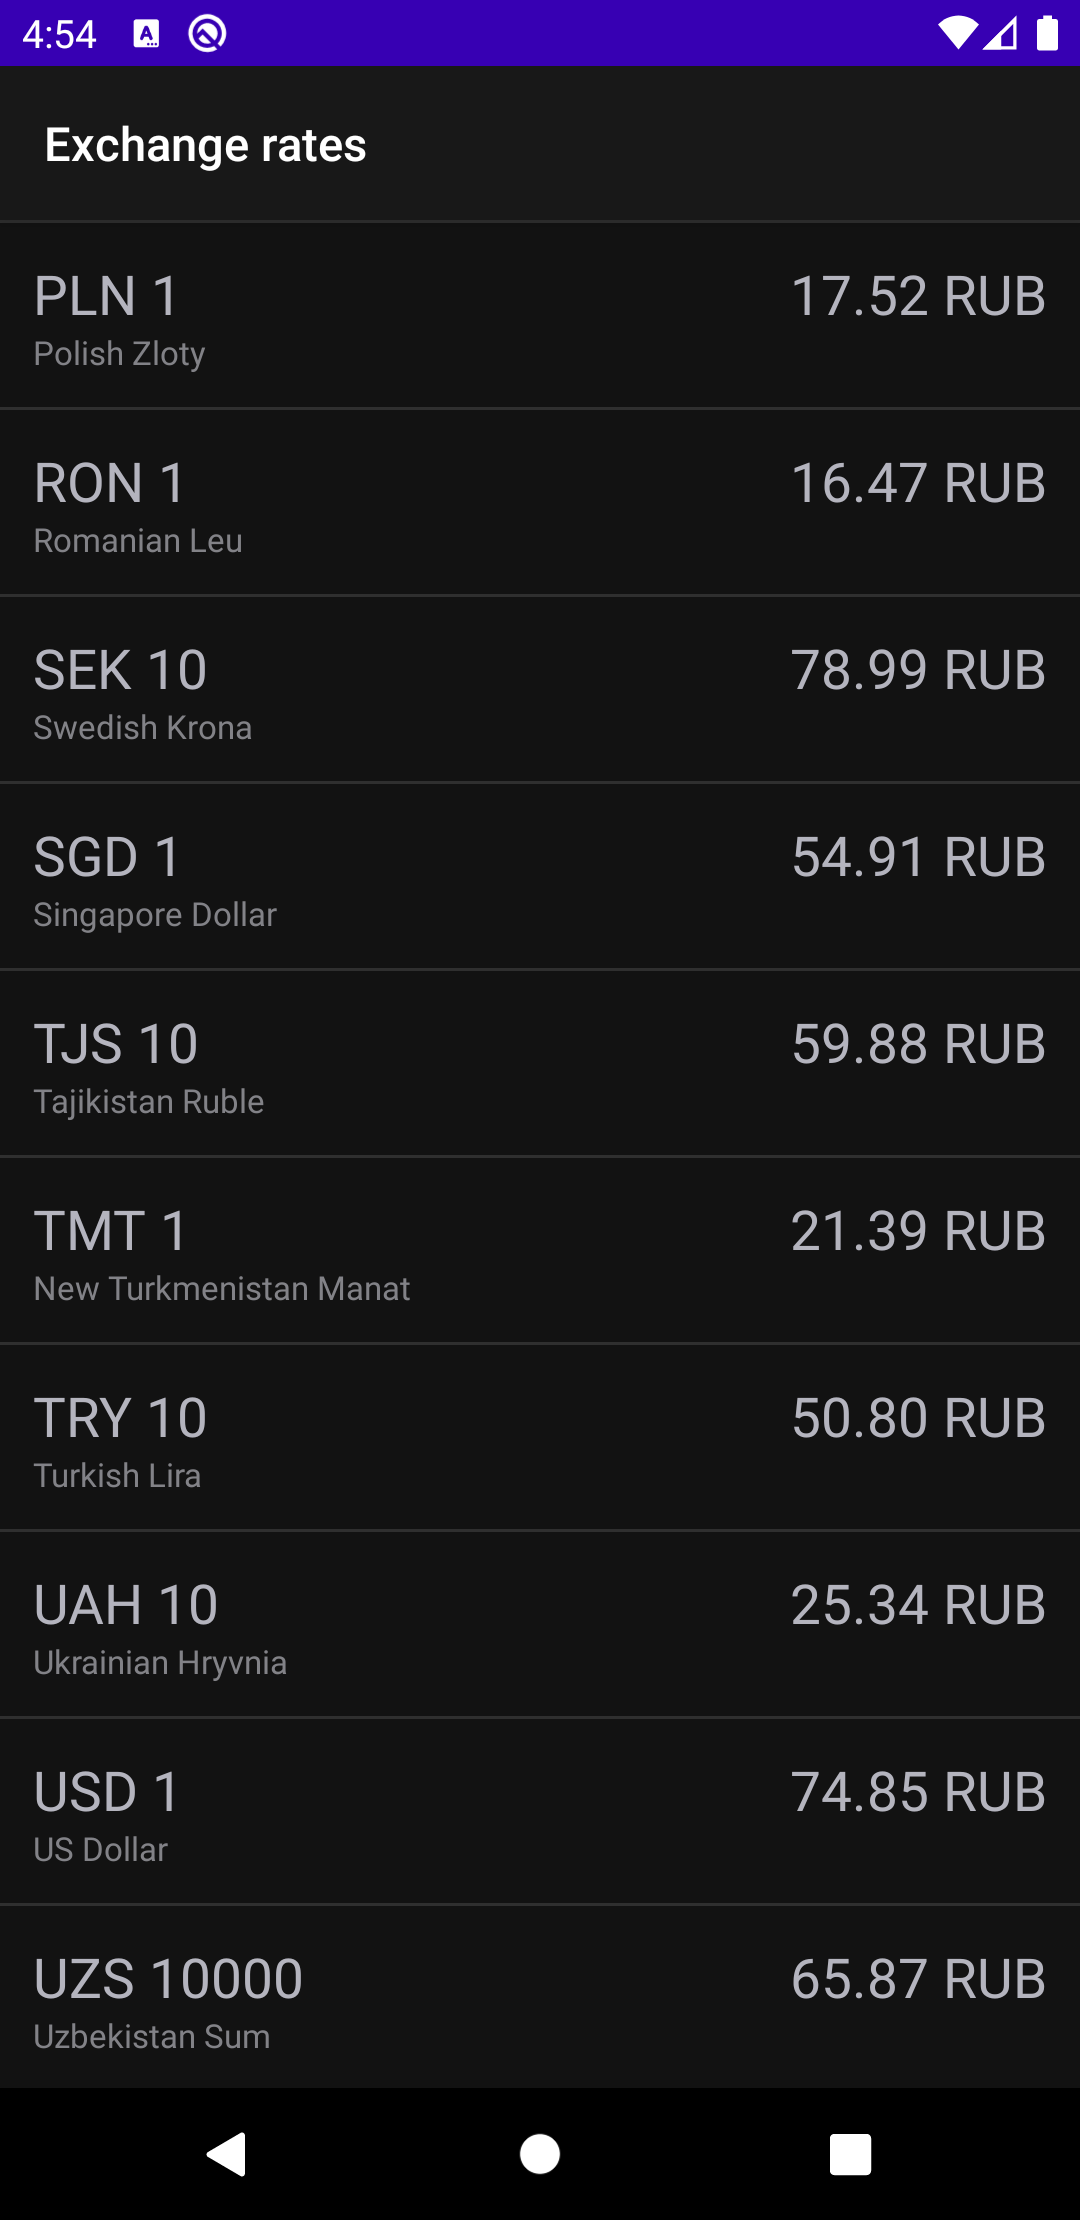 4:54
Exchange rates
PLN 1 17.52 RUB
Polish Zloty
RON 1 16.47 RUB
Romanian Leu
SEK 10 78.99 RUB
Swedish Krona
SGD 1 54.91 RUB
Singapore Dollar
TJS 10 59.88 RUB
Tajikistan Ruble
TMT 1 21.39 RUB
New Turkmenistan Manat
TRY 10 50.80 RUB
Turkish Lira
UAH 10 25.34 RUB
Ukrainian Hryvnia
USD 1 74.85 RUB
US Dollar
UZS 10000 65.87 RUB
Uzbekistan Sum